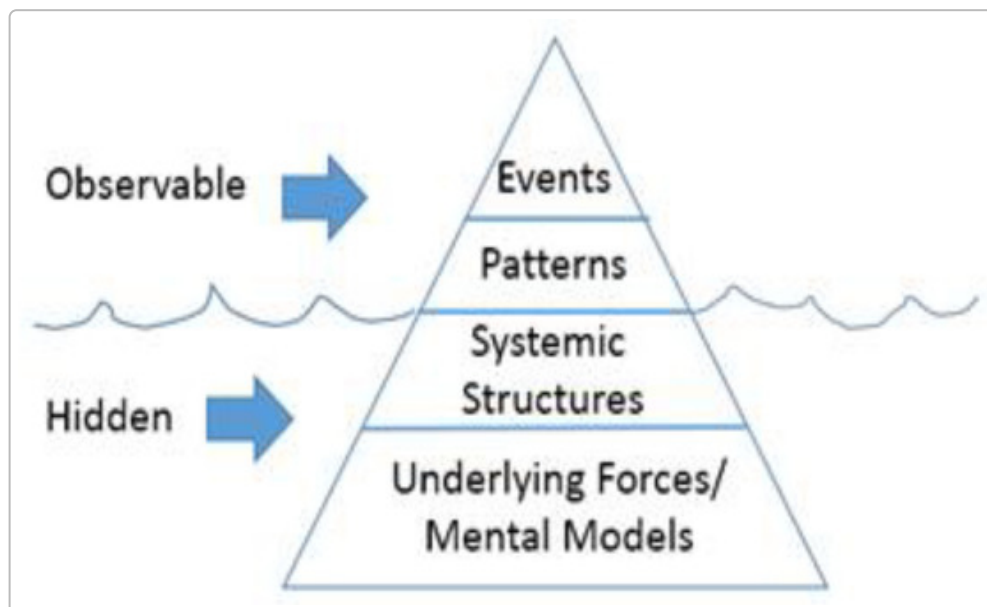 Observable
Events
Patterns
Systemic
Structures
Hidden
Underlying Forces/
Mental Models